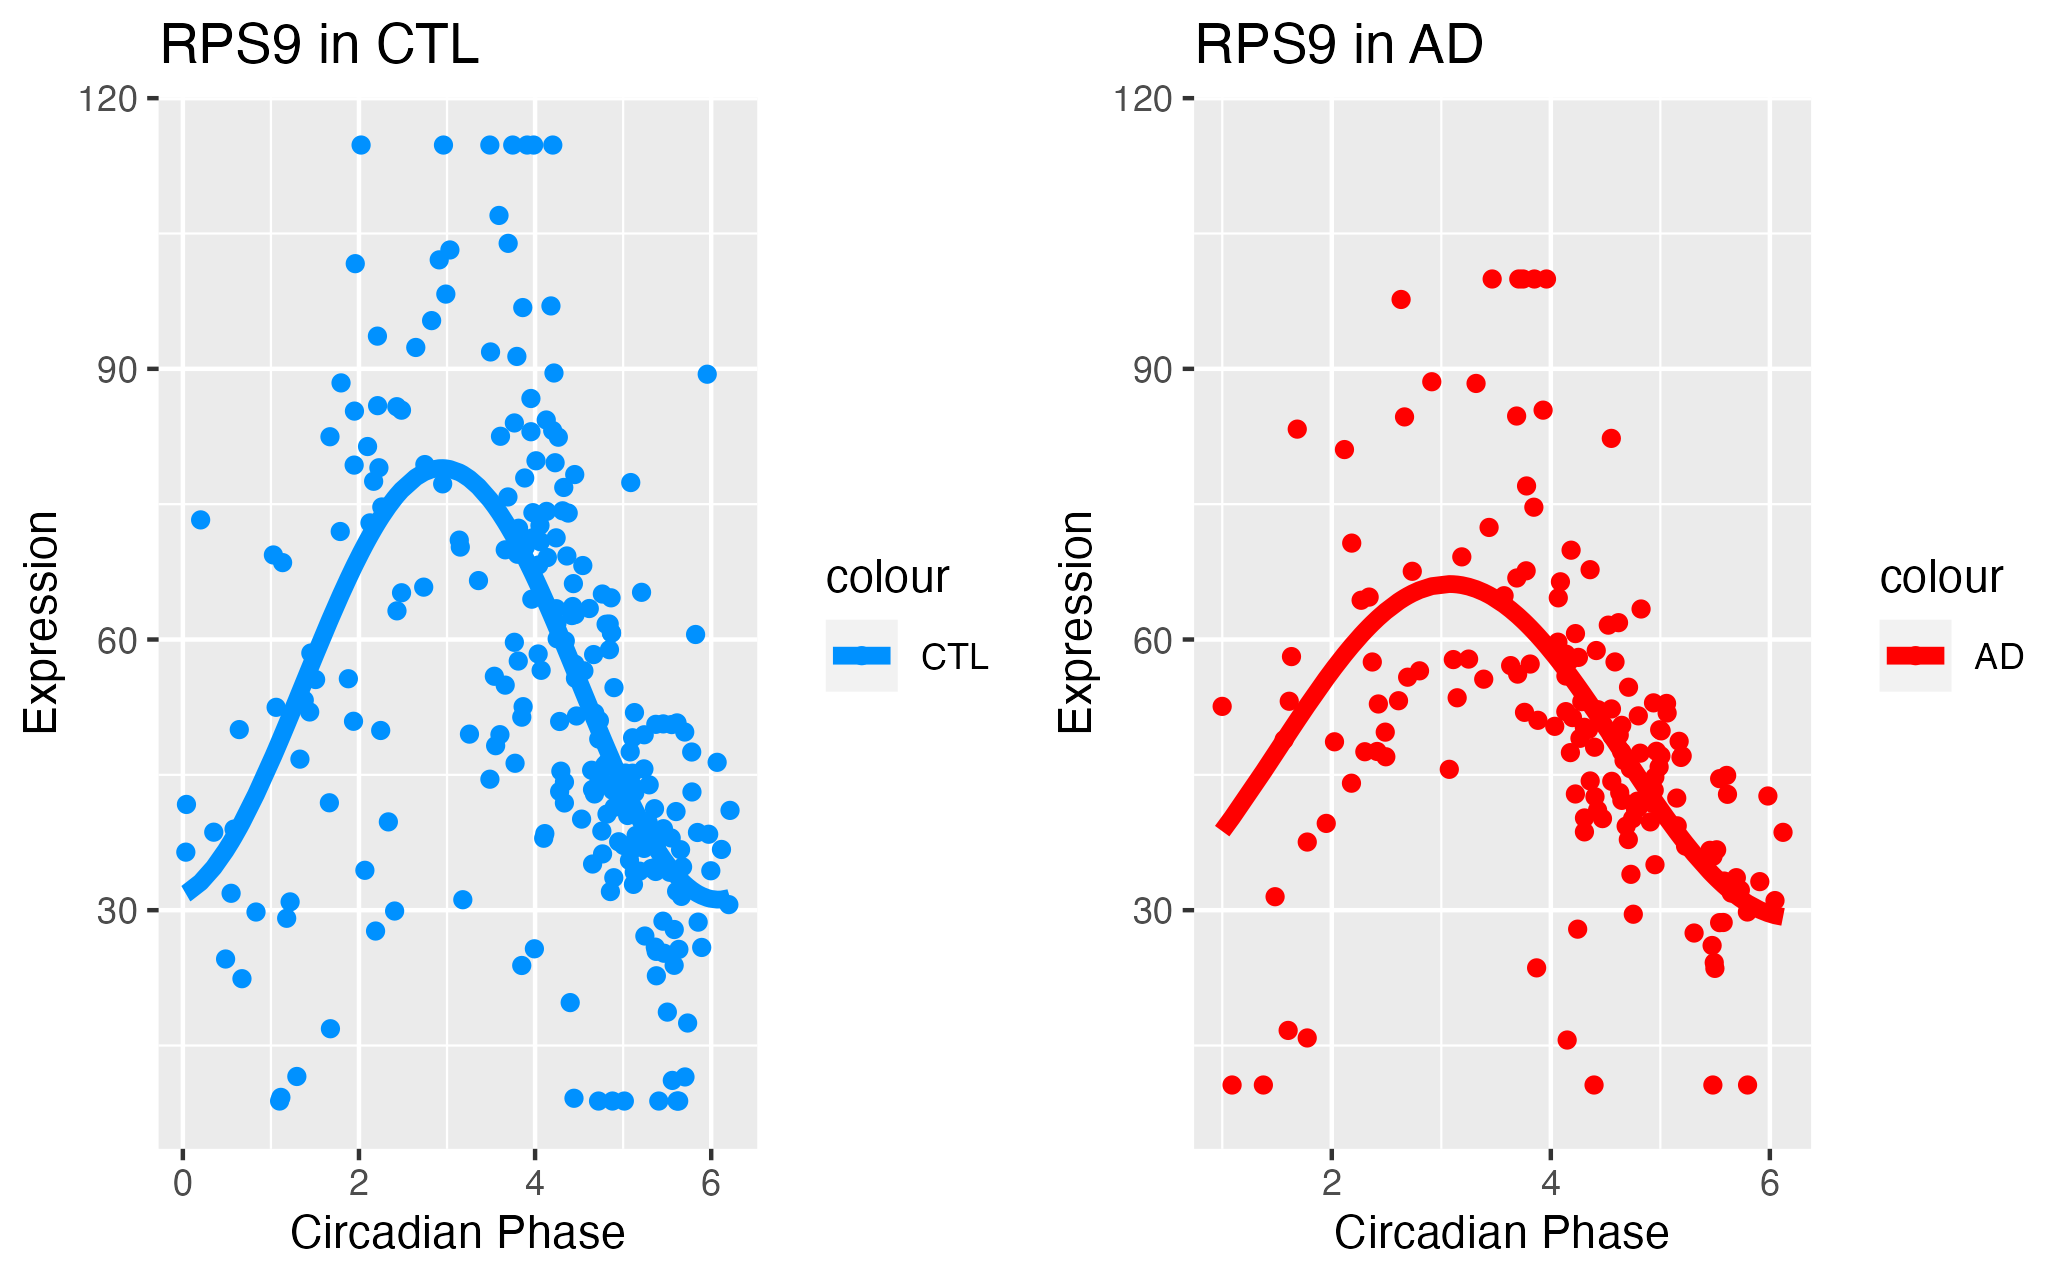 RPS9 in CTL
120
90
60
30
Expression
0 2 4 6
Circadian Phase
colour
CTL
RPS9 in AD
120
90
60
30
Expression
2 4 6
Circadian Phase
colour
AD